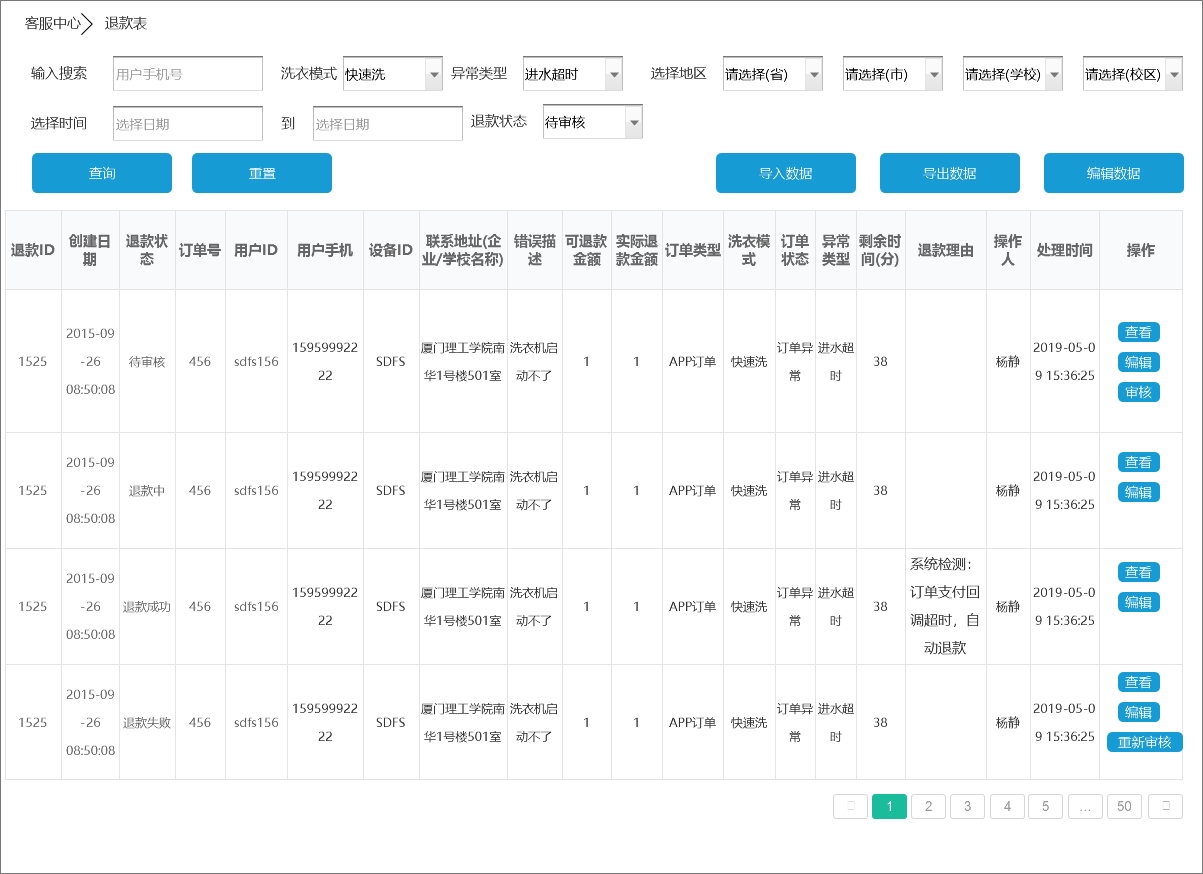 客服中心 退款表
输入搜索 用户手机号 洗衣模式 快速洗 异常类型 进水超时 选择地区 请选择(省) 请选择(市) 请选择(学校) 请选择(校区)
选择时间 选择日期 到 选择日期 退款状态 待审核
查询 重置 导入数据 导出数据 编辑数据
退款ID
创建日
期
退款状
态
订单号
用户ID
用户手机
设备ID
联系地址(企
业/学校名称)
错误描
述
可退款
金额
实际退
款金额
订单类型
洗衣模
式
订单
状态
异常
类型
剩余时
间(分)
退款理由
操作
人
处理时间
操作
1525
2015-09
-26
08:50:08
待审核
456
sdfs156
159599922
22
SDFS
厦门理工学院南
华1号楼501室
洗衣机启
动不了
1
1
APP订单
快速洗
订单异
常
进水超
时
38
杨静
2019-05-0
9 15:36:25
查看
编辑
审核
1525
2015-09
-26
08:50:08
退款中
456
sdfs156
159599922
22
SDFS
厦门理工学院南
华1号楼501室
洗衣机启
动不了
1
1
APP订单
快速洗
订单异
常
进水超
时
38
杨静
2019-05-0
9 15:36:25
查看
编辑
1525
2015-09
-26
08:50:08
退款成功
456
sdfs156
159599922
22
SDFS
厦门理工学院南
华1号楼501室
洗衣机启
动不了
1
1
APP订单
快速洗
订单异
常
进水超
时
38
系统检测：
订单支付回
调超时，自
动退款
杨静
2019-05-0
9 15:36:25
查看
编辑
1525
2015-09
-26
08:50:08
退款失败
456
sdfs156
159599922
22
SDFS
厦门理工学院南
华1号楼501室
洗衣机启
动不了
1
1
APP订单
快速洗
订单异
常
进水超
时
38
杨静
2019-05-0
9 15:36:25
查看
编辑
重新审核
1 2 3 4 5 ... 50